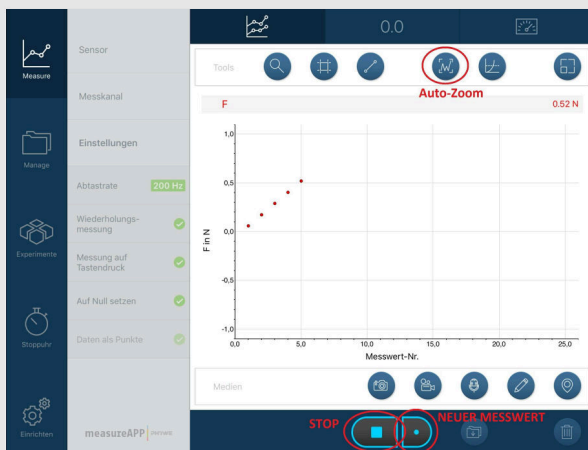 0.0
Measure
Sensor
Tools
Auto-Zoom
Messkanal
F
0.52 N
Einstellungen
Manage
Abtastrate
200 Hz
Wiederholungs-
messung
Experimente
Messung auf
Tastendruck
Auf Null setzen
Stoppuhr
Daten als Punkte
1,0
0,5
0,0
-0,5
-1,0
F in N
0,0
5,0
10,0
15,0
20,0
25,0
Messwert-Nr.
Medien
STOP
NEUER MESSWERT
Einrichten
measureAPP